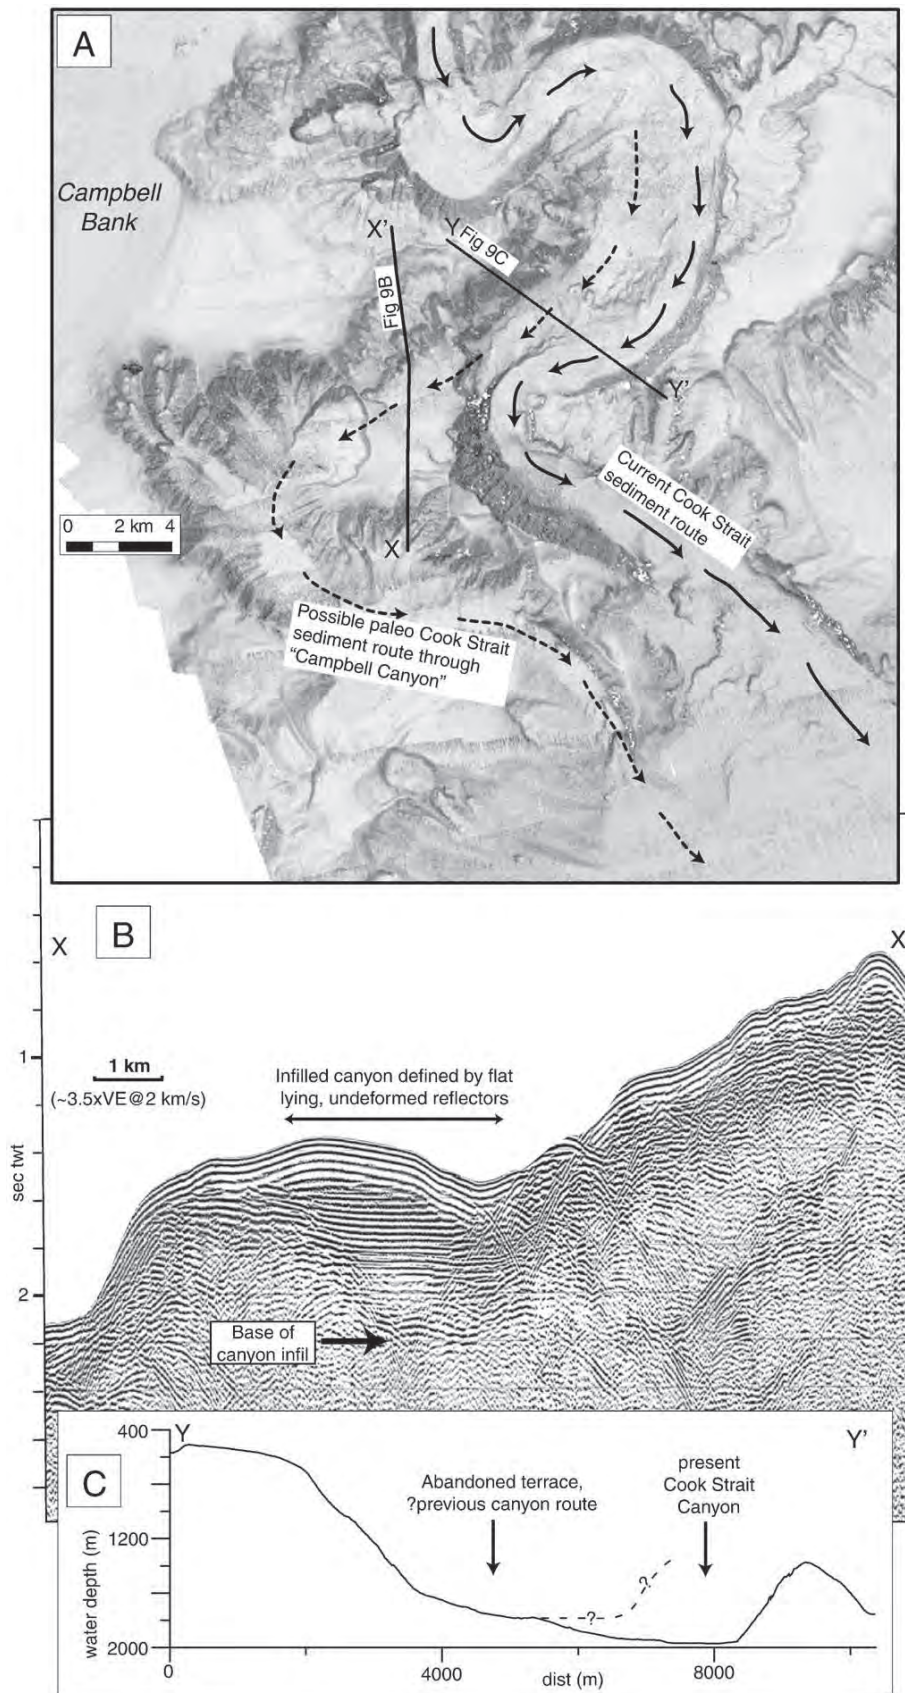 A
Campbell
Bank
X'
Y
Fig 9C
Fig 9B
Y'
X
Current Cook Strait
sediment route
0 2 km 4
Possible paleo Cook Strait
sediment route through
“Campbell Canyon”
B
X
X
1 km
(~3.5xVE@2 km/s)
Infilled canyon defined by flat
lying, undeformed reflectors
1
sec twt
2
Base of
canyon infil
C
400
1200
2000
water depth (m)
Y
Y'
Abandoned terrace,
?previous canyon route
present
Cook Strait
Canyon
?
?
0
4000
8000
dist (m)